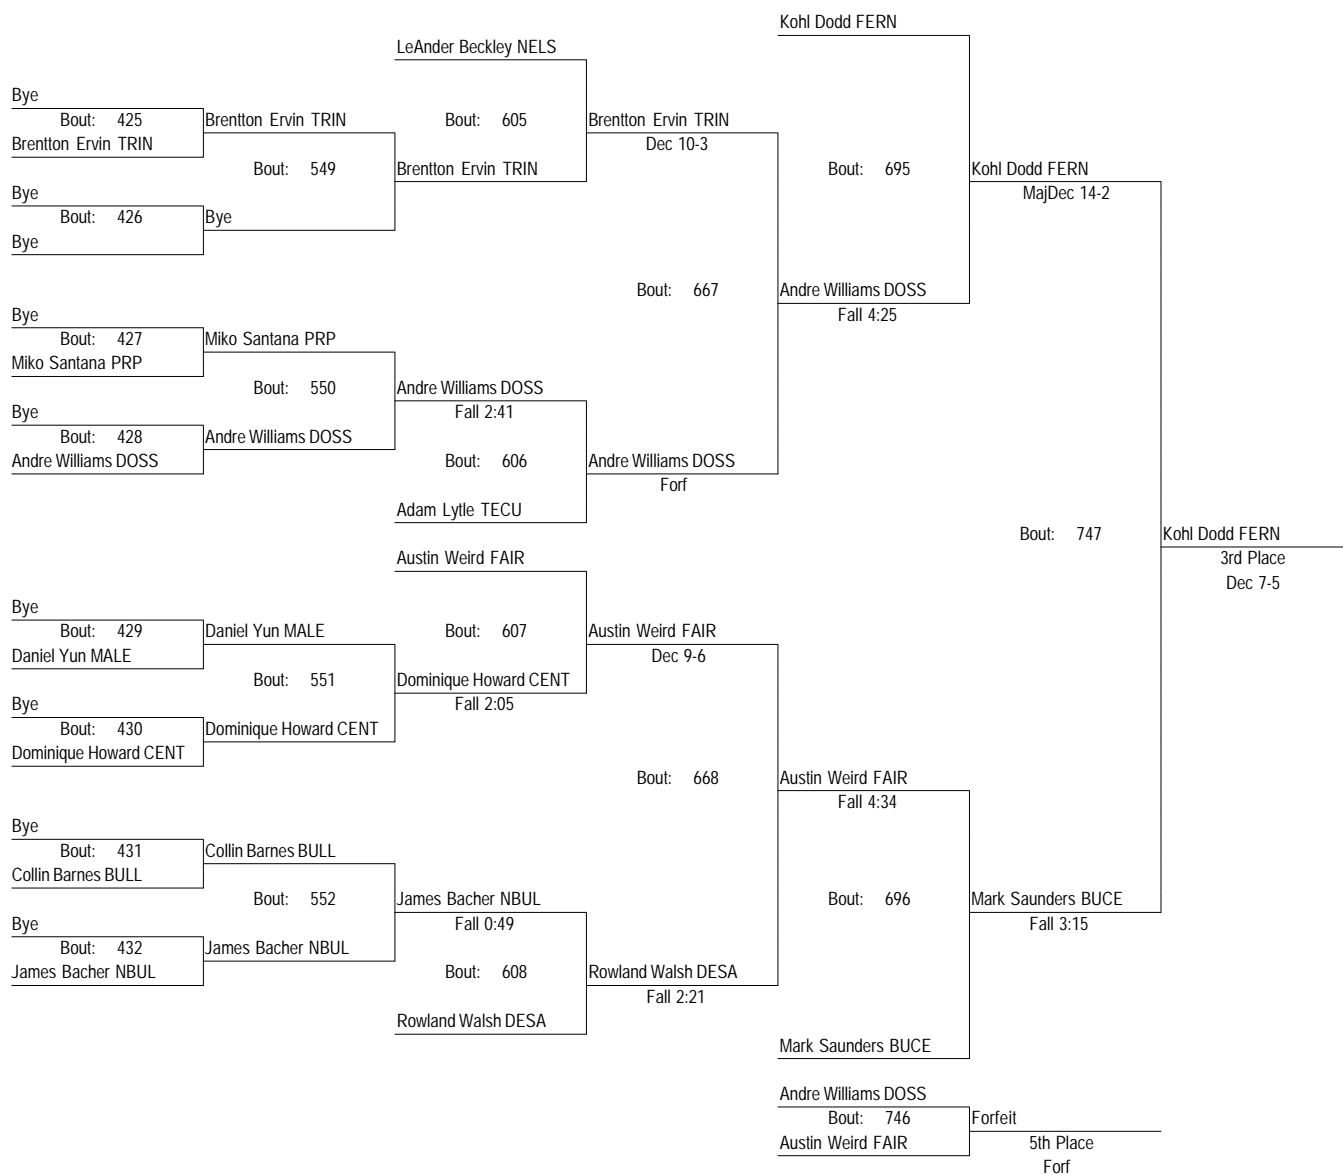 Kohl Dodd FERN
LeAnder Beckley NELS
Bye
Bout: 425
Brentton Ervin TRIN
Bout: 605
Brentton Ervin TRIN
Brentton Ervin TRIN
Dec 10-3
Bout: 549
Brentton Ervin TRIN
Bout: 695
Kohl Dodd FERN
MajDec 14-2
Bye
Bout: 426
Bye
Bye
Bout: 667
Andre Williams DOSS
Fall 4:25
Bye
Bout: 427
Miko Santana PRP
Miko Santana PRP
Bout: 550
Andre Williams DOSS
Fall 2:41
Bye
Bout: 428
Andre Williams DOSS
Andre Williams DOSS
Bout: 606
Andre Williams DOSS
Forf
Adam Lytle TECU
Bout: 747
Kohl Dodd FERN
3rd Place
Dec 7-5
Austin Weird FAIR
Bye
Bout: 429
Daniel Yun MALE
Bout: 607
Austin Weird FAIR
Daniel Yun MALE
Dec 9-6
Bout: 551
Dominique Howard CENT
Fall 2:05
Bye
Bout: 430
Dominique Howard CENT
Dominique Howard CENT
Bout: 668
Austin Weird FAIR
Fall 4:34
Bye
Bout: 431
Collin Barnes BULL
Collin Barnes BULL
Bout: 552
James Bacher NBUL
Fall 0:49
Bout: 696
Mark Saunders BUCE
Fall 3:15
Bye
Bout: 432
James Bacher NBUL
James Bacher NBUL
Bout: 608
Rowland Walsh DESA
Fall 2:21
Rowland Walsh DESA
Mark Saunders BUCE
Andre Williams DOSS
Bout: 746
Forfeit
Austin Weird FAIR
5th Place
Forf